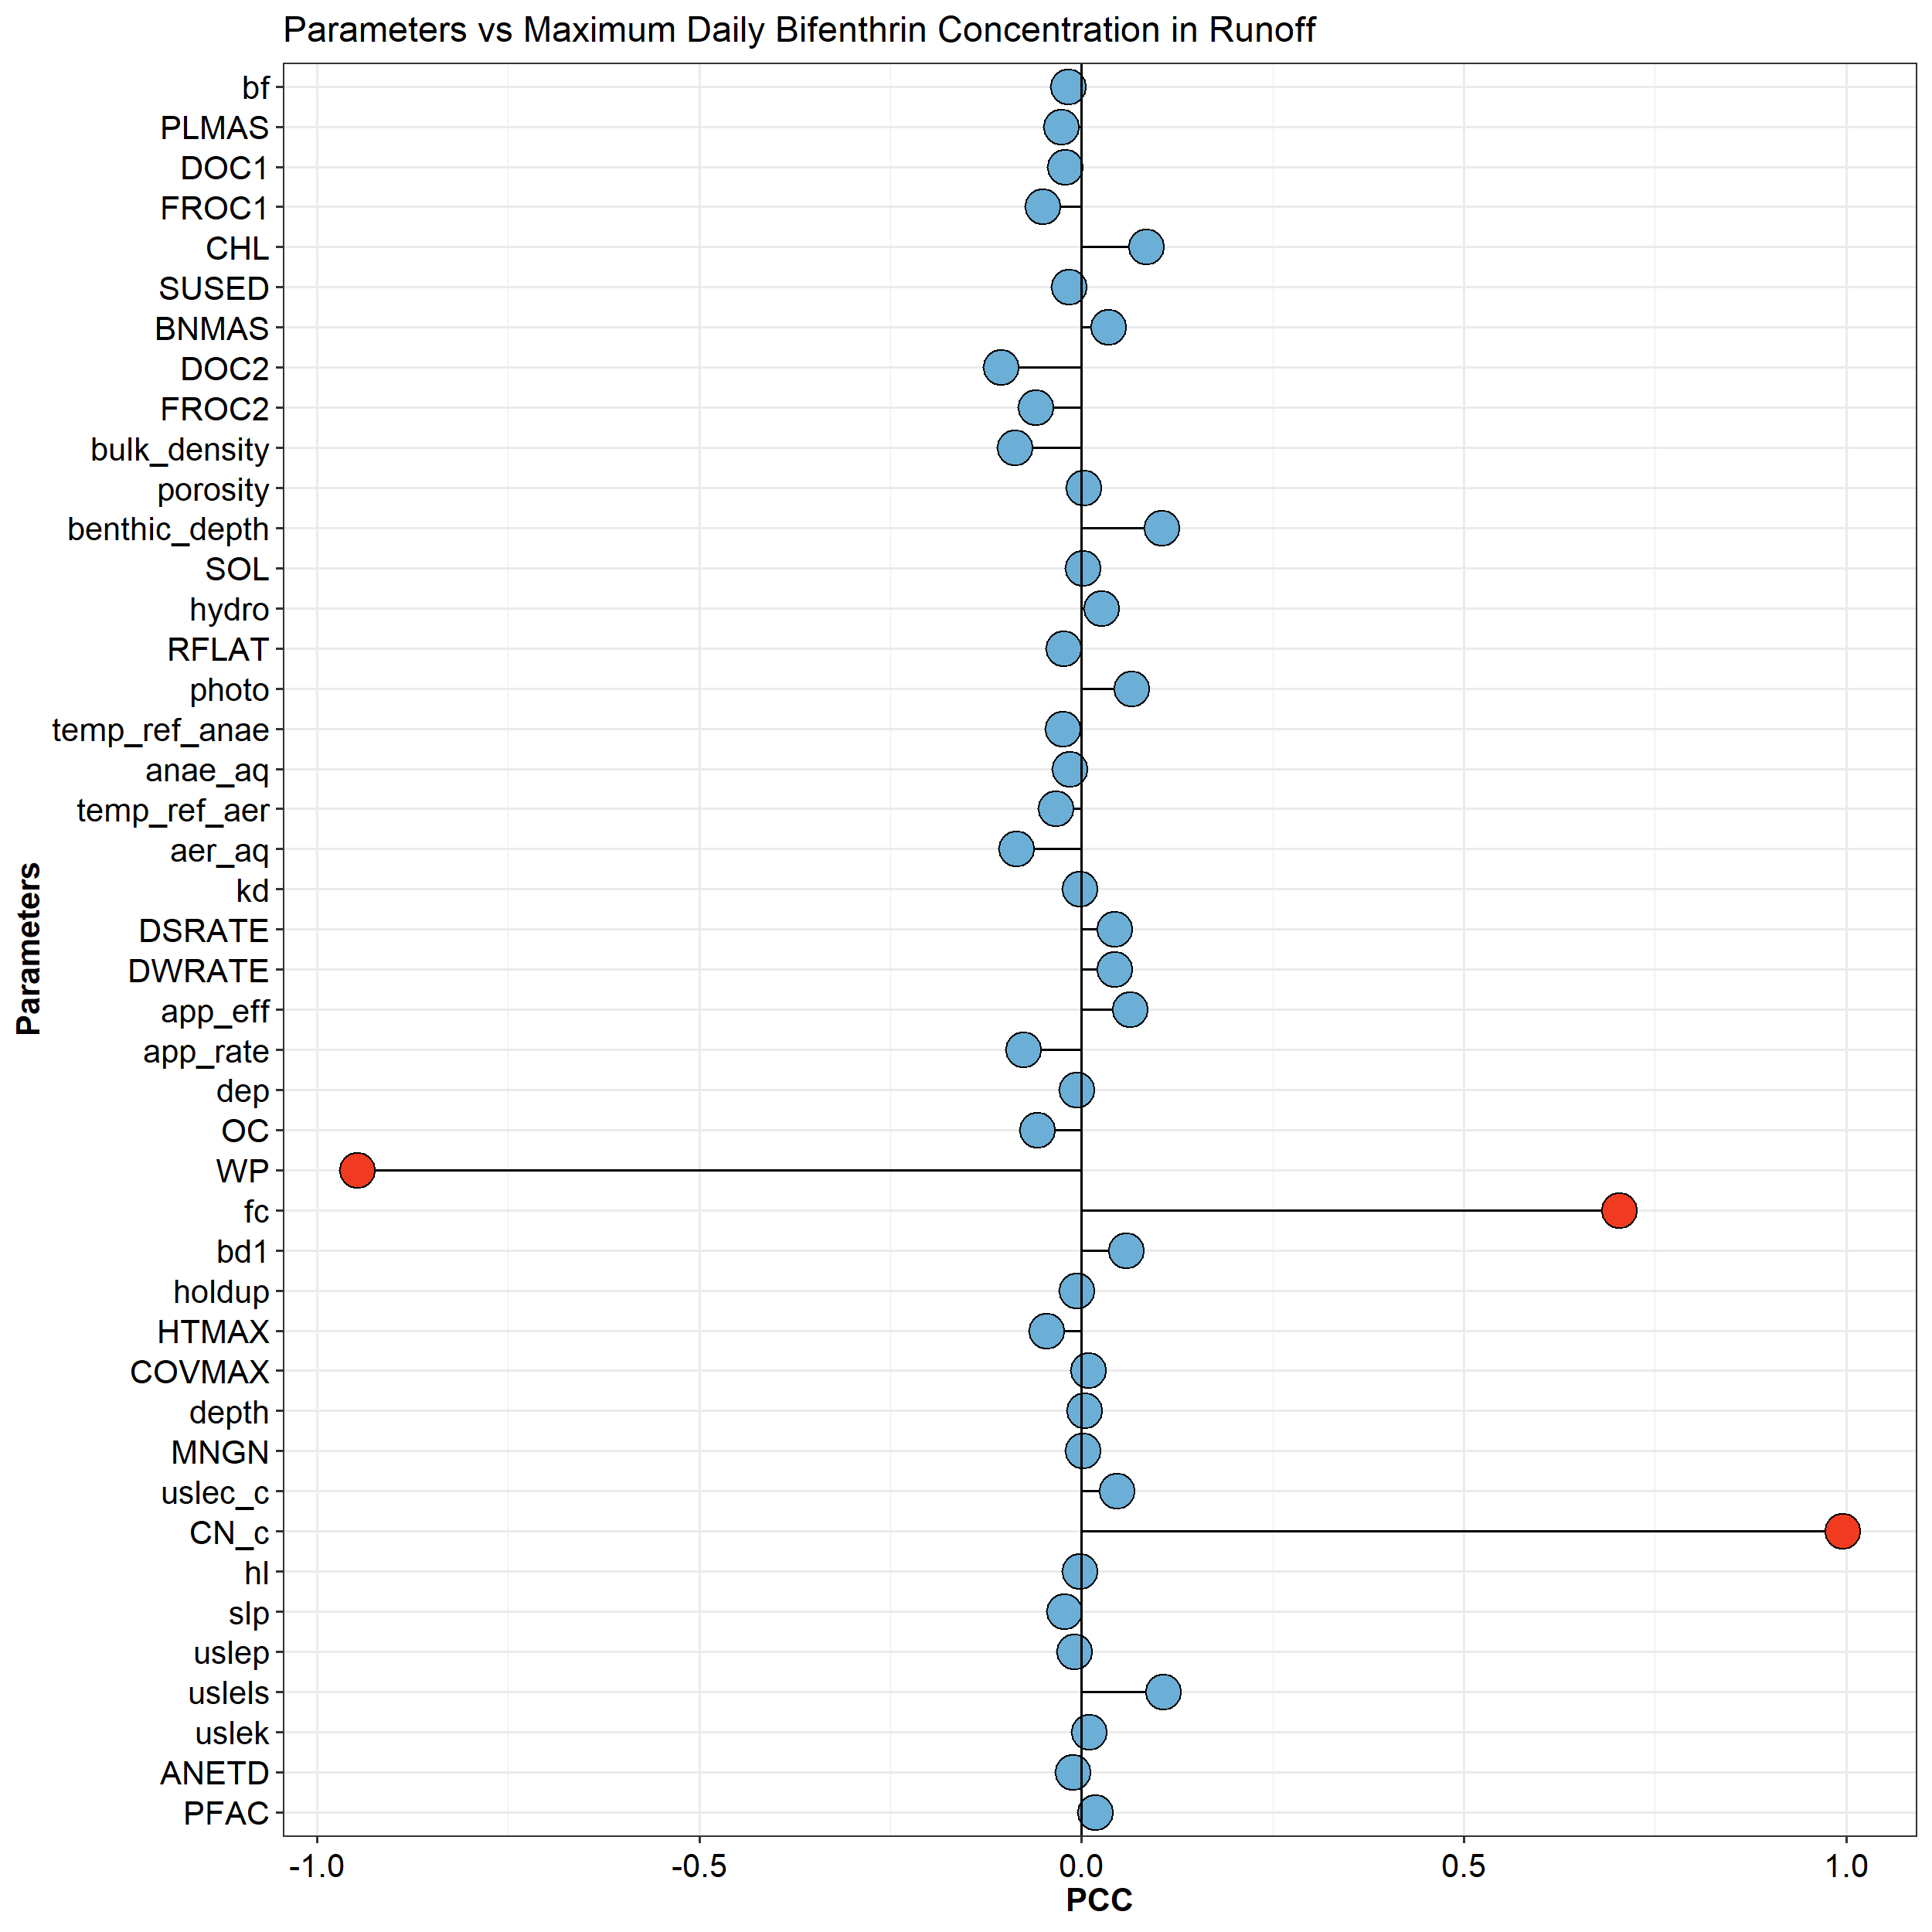 Parameters vs Maximum Daily Bifenthrin Concentration in Runoff
bf
PLMAS
DOC1
FROC1
CHL
SUSED
BNMAS
DOC2
FROC2
bulk_density
porosity
benthic_depth
SOL
hydro
RFLAT
photo
temp_ref_anae
anae_aq
temp_ref_aer
aer_aq
kd
DSRATE
DWRATE
app_eff
app_rate
dep
OC
WP
fc
bd1
holdup
HTMAX
COVMAX
depth
MNGN
uslec_c
CN_c
hl
slp
uslep
uslels
uslek
ANETD
PFAC
Parameters
-1.0 -0.5 0.0 0.5 1.0
PCC